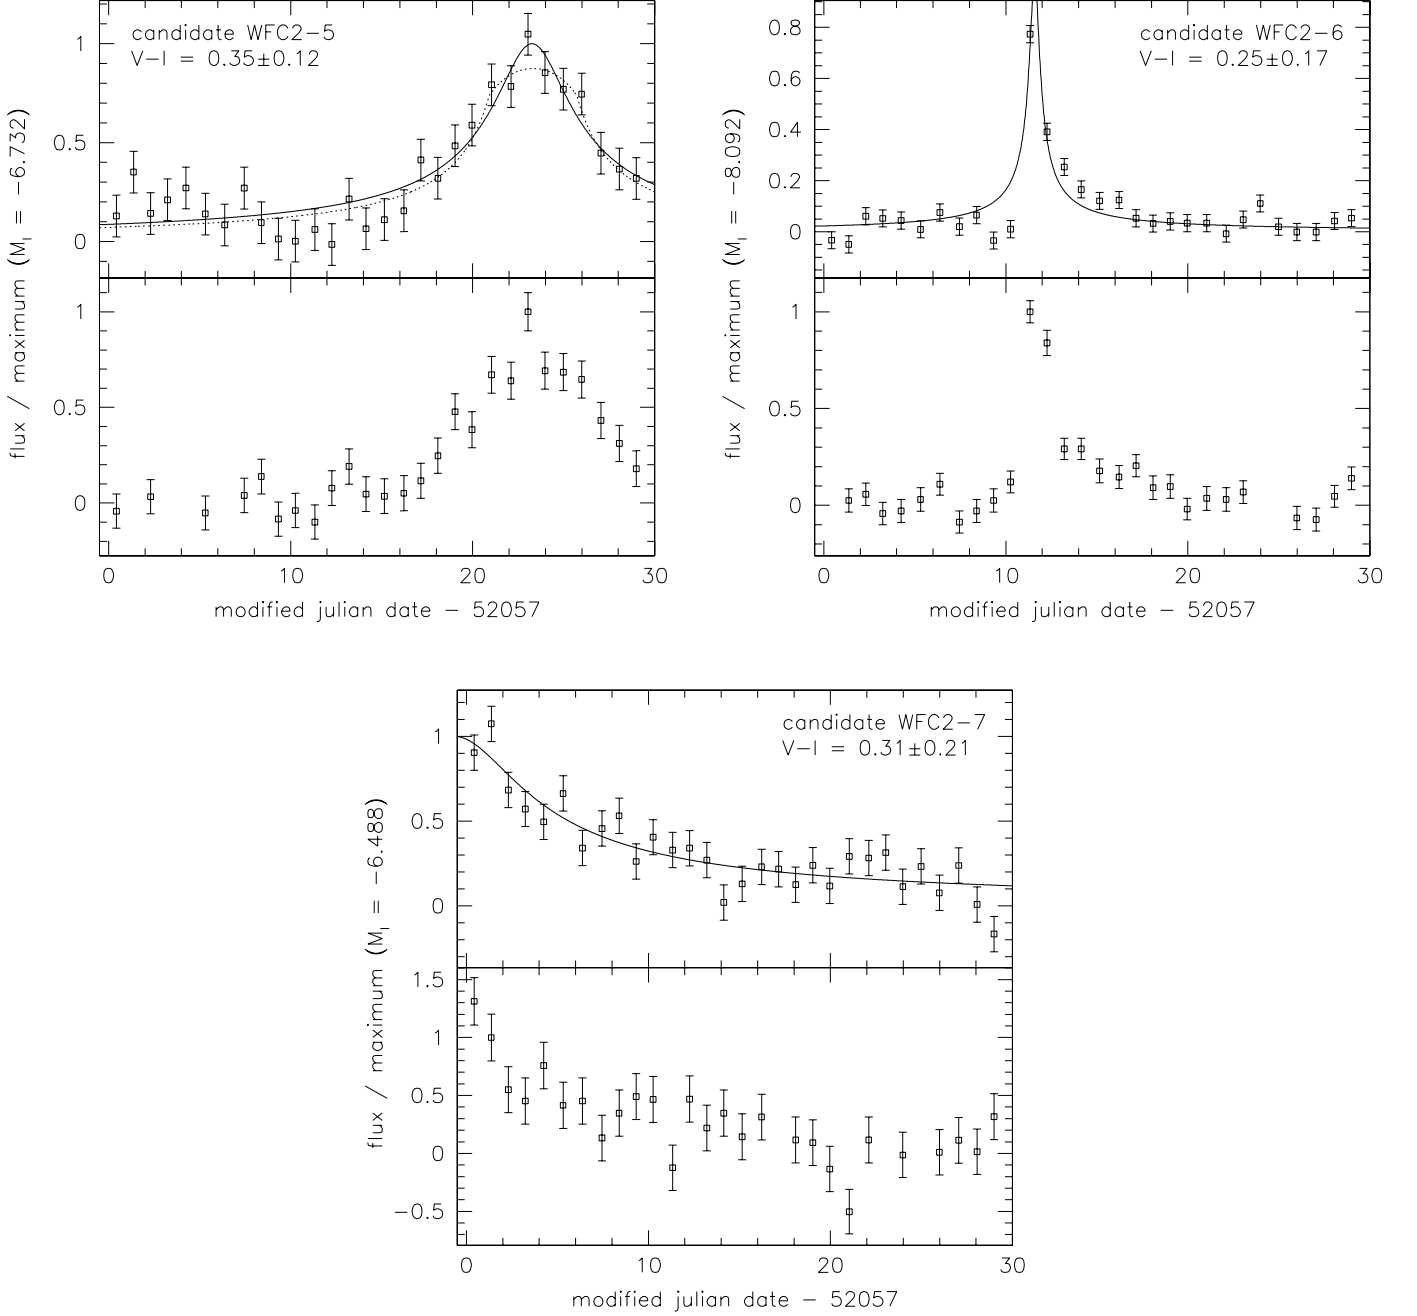 candidate WFC2-5
V-I = 0.35±0.12
1
0.5
0
1
0.5
0
flux / maximum (M_I = -6.732)
0 10 20 30
modified julian date - 52057
candidate WFC2-6
V-I = 0.25±0.17
0.8
0.6
0.4
0.2
0
1
0.5
0
flux / maximum (M_I = -8.092)
0 10 20 30
modified julian date - 52057
candidate WFC2-7
V-I = 0.31±0.21
1
0.5
0
1.5
1
0.5
0
-0.5
flux / maximum (M_I = -6.488)
0 10 20 30
modified julian date - 52057